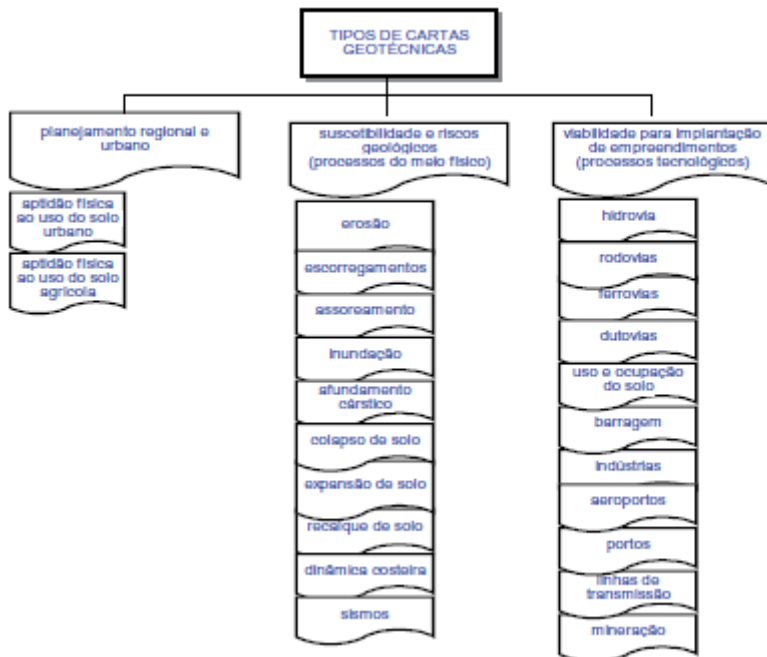 TIPOS DE CARTAS
GEOTÉCNICAS
planejamento regional e
urbano
aptidão física
ao uso do solo
urbano
aptidão física
ao uso do solo
agrícola
suscetibilidade e riscos
geológicos
(processos do meio físico)
erosão
escorregamentos
assoreamento
inundação
afundamento
cárstico
colapso de solo
expansão de solo
recalque de solo
dinâmica costeira
sismos
viabilidade para implantação
de empreendimentos
(processos tecnológicos)
hidrovia
rodovias
ferrovias
dutovias
uso e ocupação
do solo
barragem
indústrias
aeroportos
portos
linhas de
transmissão
mineração